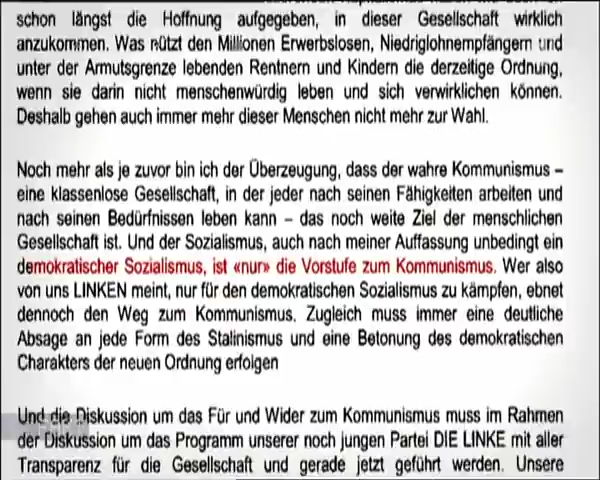 schon längst die Hoffnung aufgegeben, in dieser Gesellschaft wirklich
anzukommen. Was nützt den Millionen Erwerbslosen, Niedriglohnempfängern und
unter der Armutsgrenze lebenden Rentnern und Kindern die derzeitige Ordnung,
wenn sie darin nicht menschenwürdig leben und sich verwirklichen können.
Deshalb gehen auch immer mehr dieser Menschen nicht mehr zur Wahl.
Noch mehr als je zuvor bin ich der Überzeugung, dass der wahre Kommunismus –
eine klassenlose Gesellschaft, in der jeder nach seinen Fähigkeiten arbeiten und
nach seinen Bedürfnissen leben kann – das noch weite Ziel der menschlichen
Gesellschaft ist. Und der Sozialismus, auch nach meiner Auffassung unbedingt ein
demokratischer Sozialismus, ist «nur» die Vorstufe zum Kommunismus. Wer also
von uns LINKEN meint, nur für den demokratischen Sozialismus zu kämpfen, ebnet
dennoch den Weg zum Kommunismus. Zugleich muss immer eine deutliche
Absage an jede Form des Stalinismus und eine Betonung des demokratischen
Charakters der neuen Ordnung erfolgen
Und die Diskussion um das Für und Wider zum Kommunismus muss im Rahmen
der Diskussion um das Programm unserer noch jungen Partei DIE LINKE mit aller
Transparenz für die Gesellschaft und gerade jetzt geführt werden. Unsere